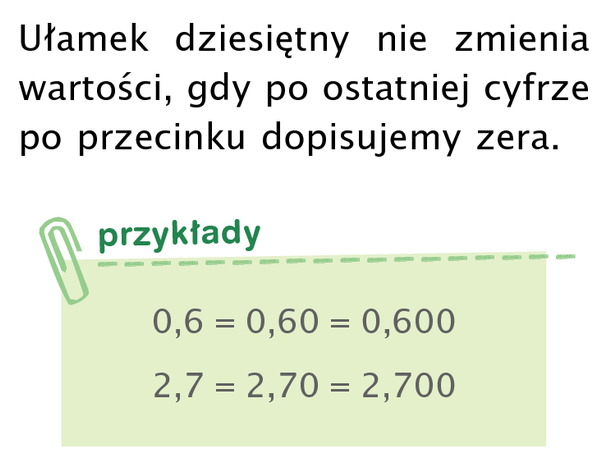 Ułamek dziesiętny nie zmienia
wartości, gdy po ostatniej cyfrze
po przecinku dopisujemy zera.
przykłady
0,6 = 0,60 = 0,600
2,7 = 2,70 = 2,700